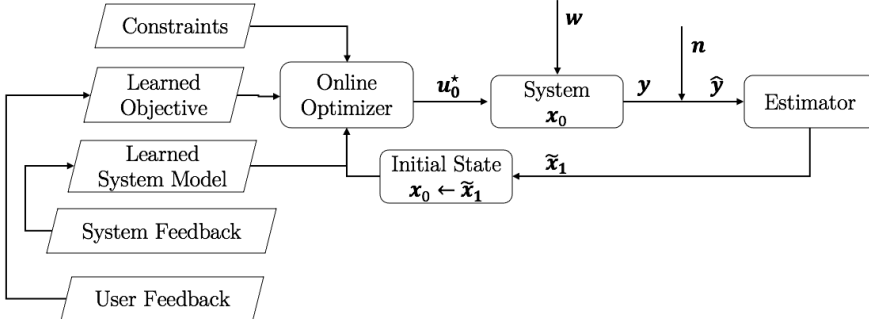 Constraints
Learned
Objective
Online
Optimizer
u₀*
w
System
x₀
y
n
ŷ
Estimator
Learned
System Model
Initial State
x₀ ← x̃₁
x̃₁
System Feedback
User Feedback